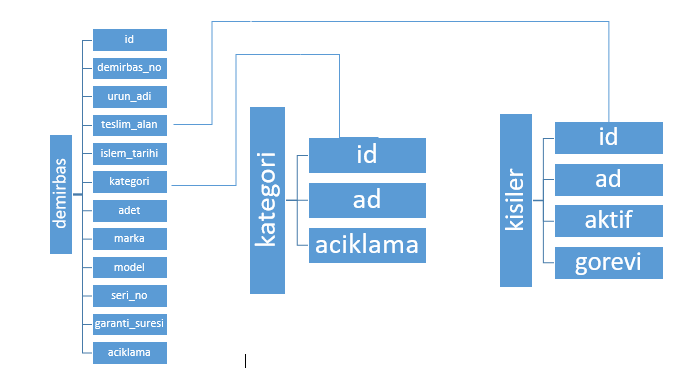 demirbas
id
demirbas_no
urun_adi
teslim_alan
islem_tarihi
kategori
adet
marka
model
seri_no
garanti_suresi
aciklama
kategori
id
ad
aciklama
kisiler
id
ad
aktif
gorevi